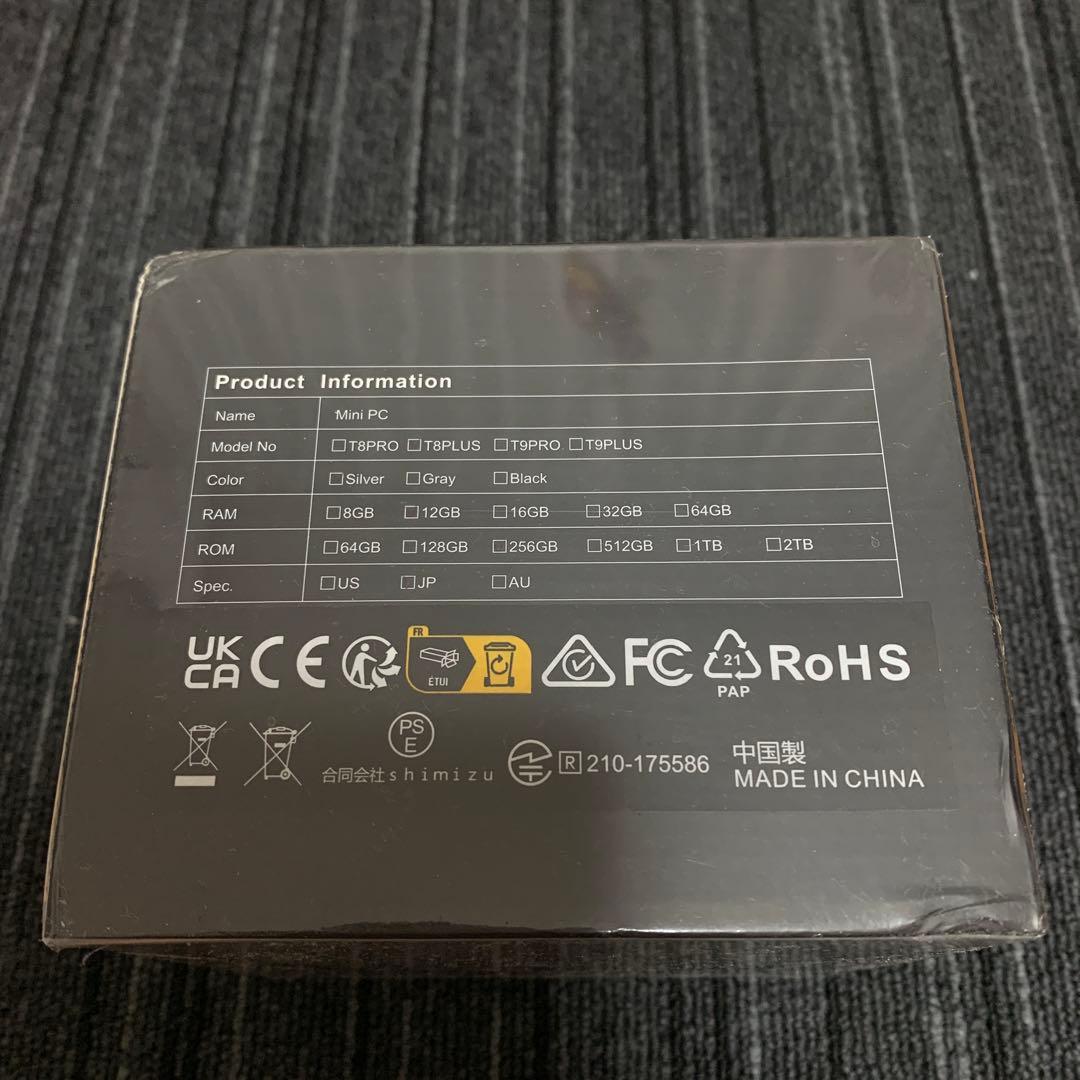 Product Information
Name Mini PC
Model No □T8PRO □T8PLUS □T9PRO □T9PLUS
Color □Silver □Gray □Black
RAM □8GB □12GB □16GB □32GB □64GB
ROM □64GB □128GB □256GB □512GB □1TB □2TB
Spec. □US □JP □AU
UK
CA CE FR ÉTUI FC 21 PAP RoHS
PS
E
合同会社shimizu
R 210-175586
中国製
MADE IN CHINA